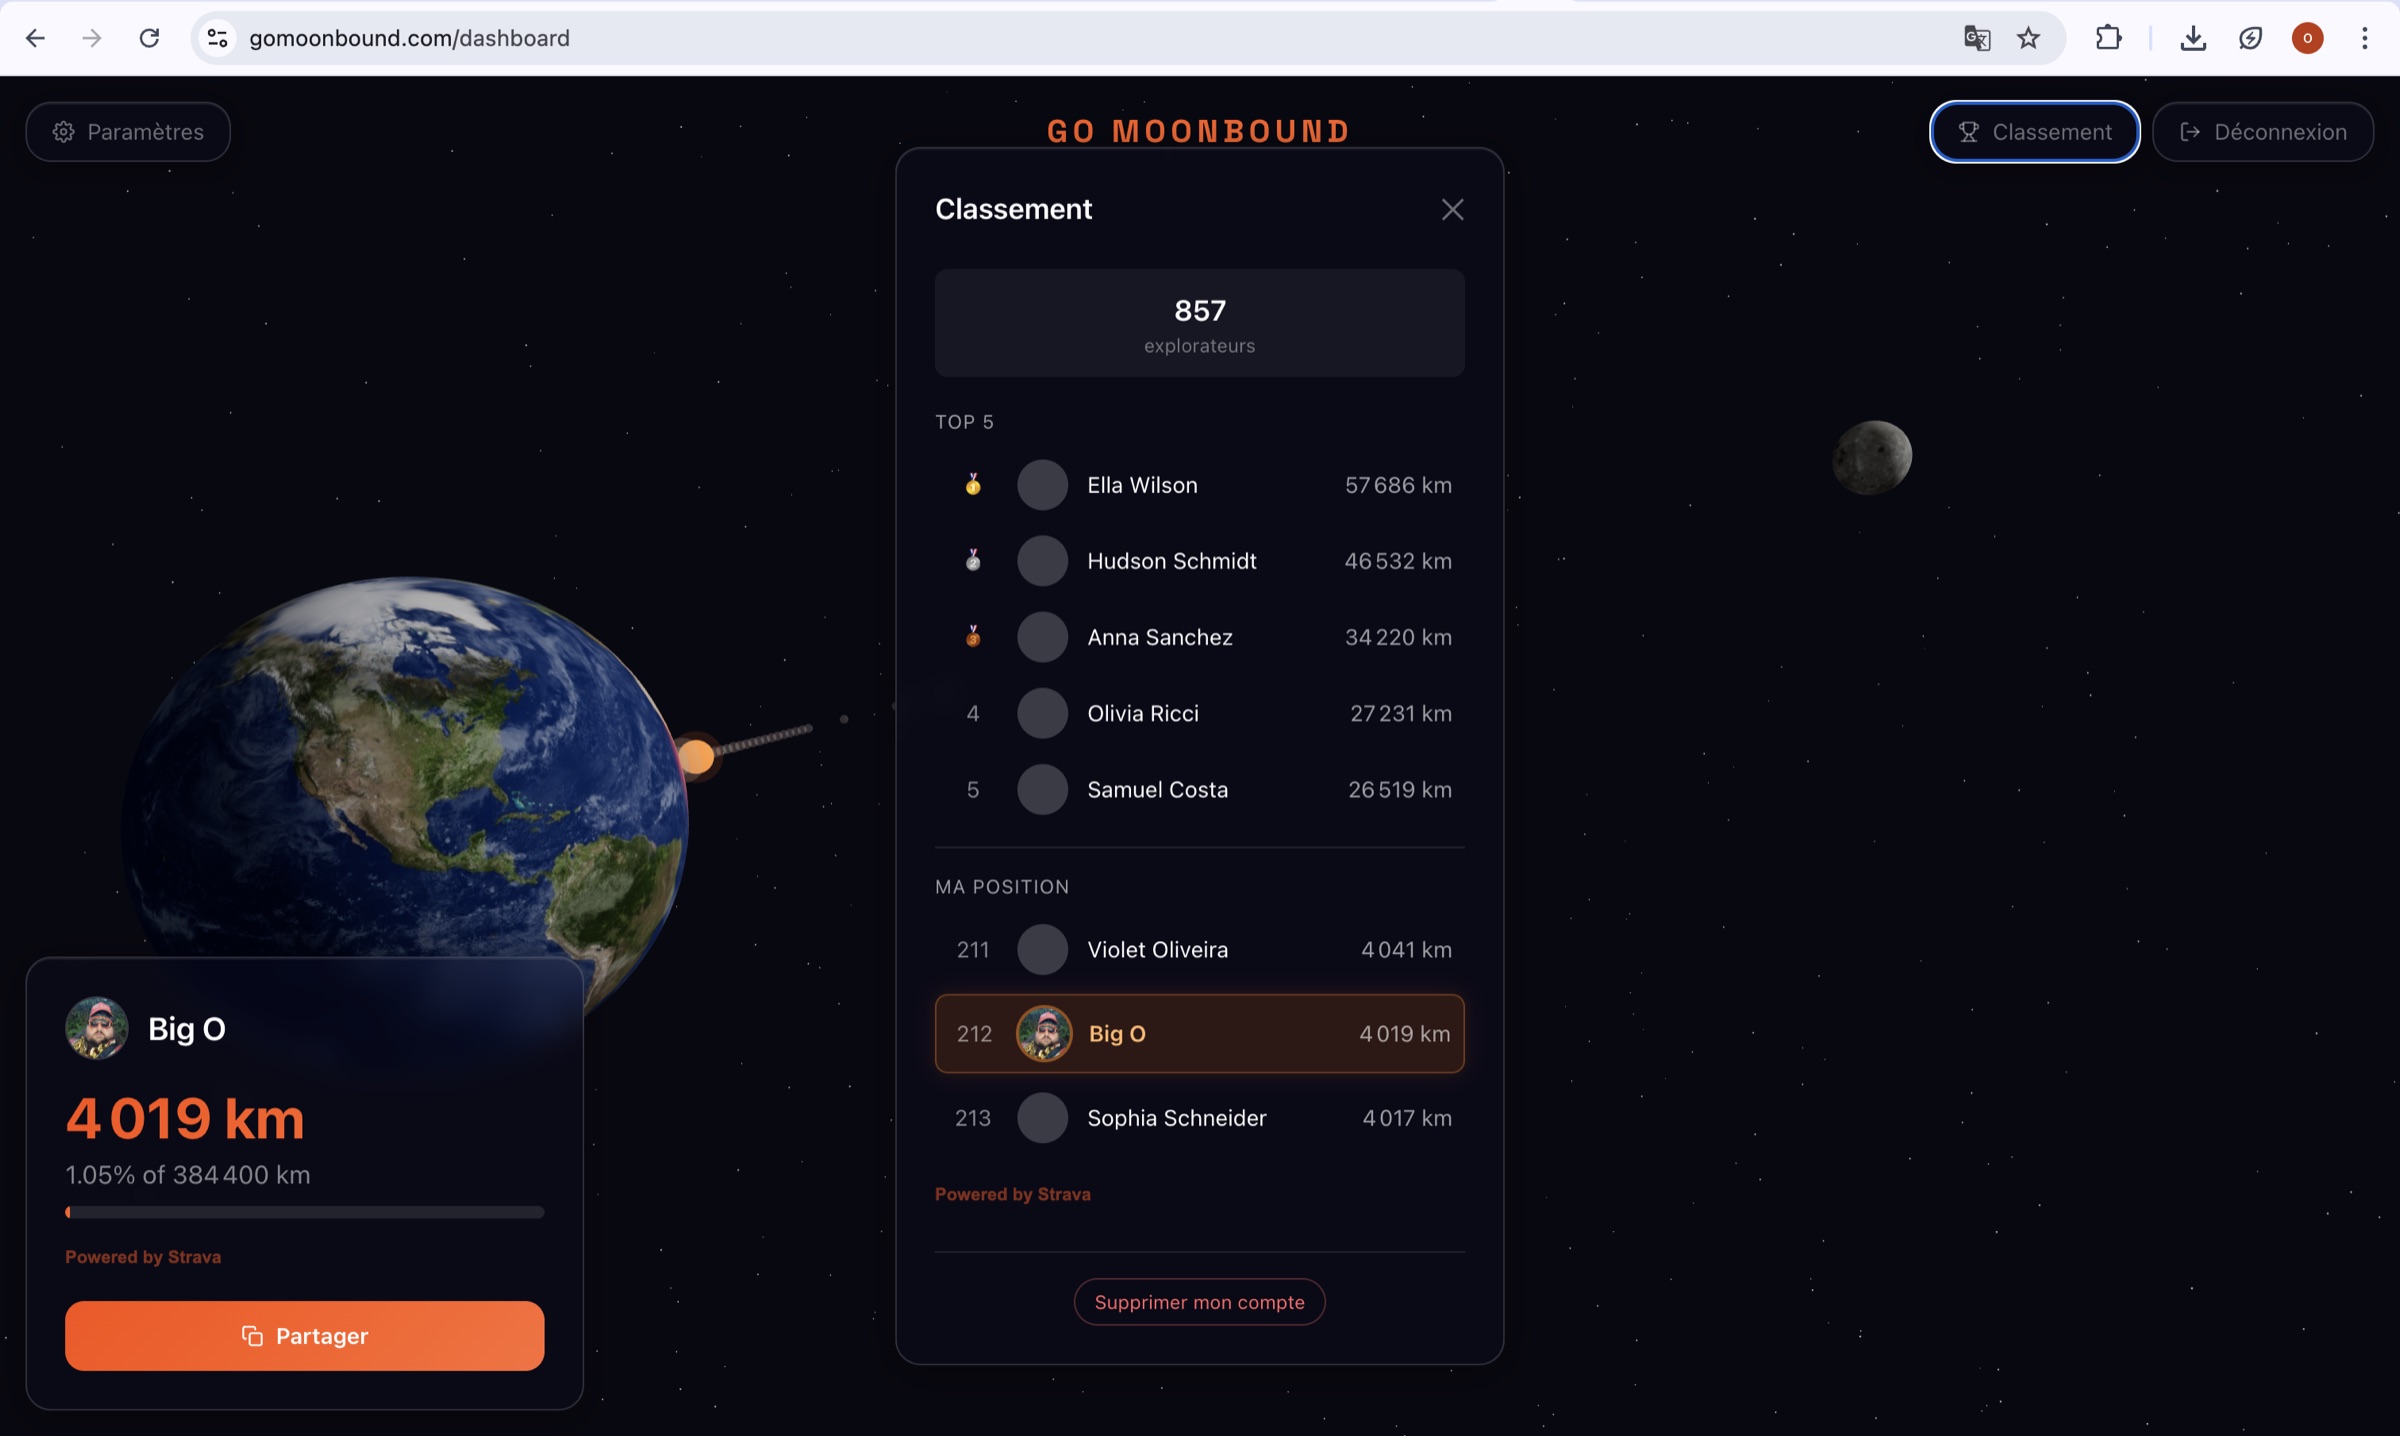 gomoonbound.com/dashboard
O
Paramètres
GO MOONBOUND
Classement
Déconnexion
Classement
857
explorateurs
TOP 5
1 Ella Wilson 57 686 km
2 Hudson Schmidt 46 532 km
3 Anna Sanchez 34 220 km
4 Olivia Ricci 27 231 km
5 Samuel Costa 26 519 km
MA POSITION
211 Violet Oliveira 4 041 km
212 Big O 4 019 km
213 Sophia Schneider 4 017 km
Powered by Strava
Supprimer mon compte
Big O
4 019 km
1.05% of 384 400 km
Powered by Strava
Partager